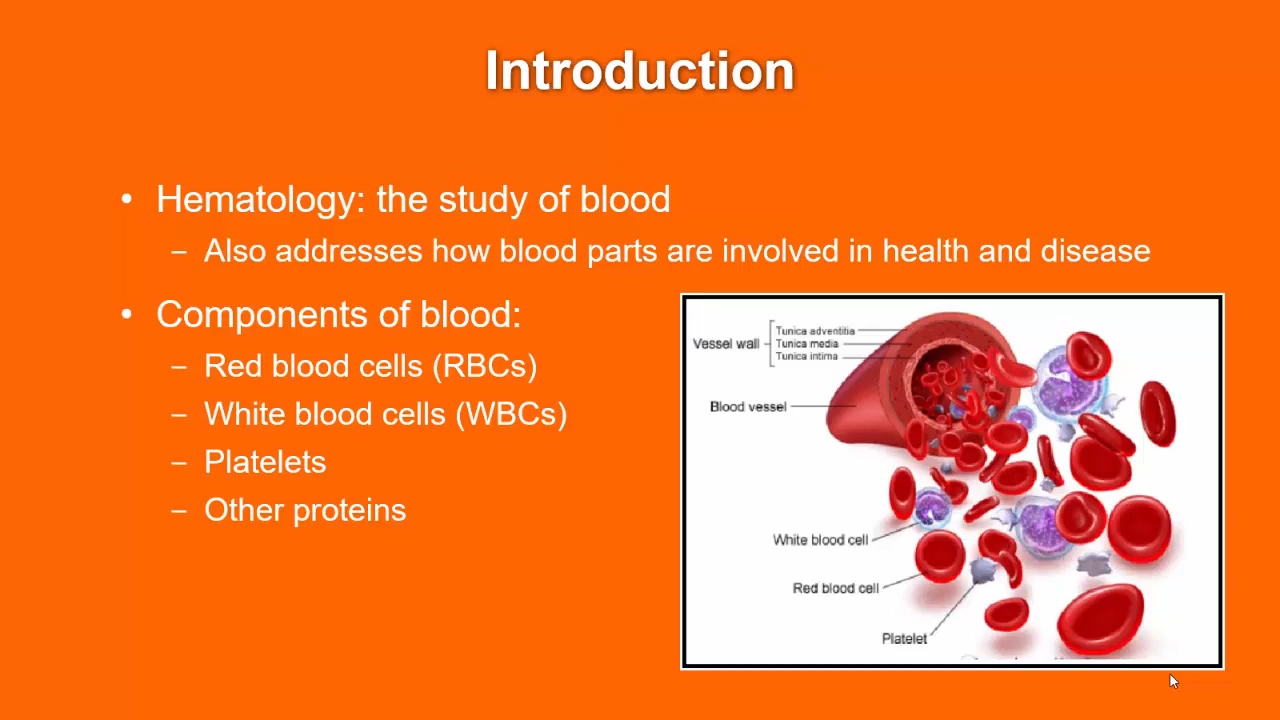 Introduction
• Hematology: the study of blood
– Also addresses how blood parts are involved in health and disease
• Components of blood:
– Red blood cells (RBCs)
– White blood cells (WBCs)
– Platelets
– Other proteins
Vessel wall
Tunica adventitia
Tunica media
Tunica intima
Blood vessel
White blood cell
Red blood cell
Platelet